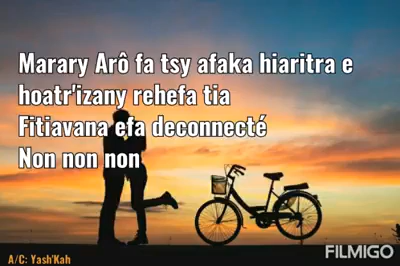 Marary Arô fa tsy afaka hiaritra e
hoatr'izany rehefa tia
Fitiavana efa deconnecté
Non non non
A/C: Yash'Kah
FILMIGO